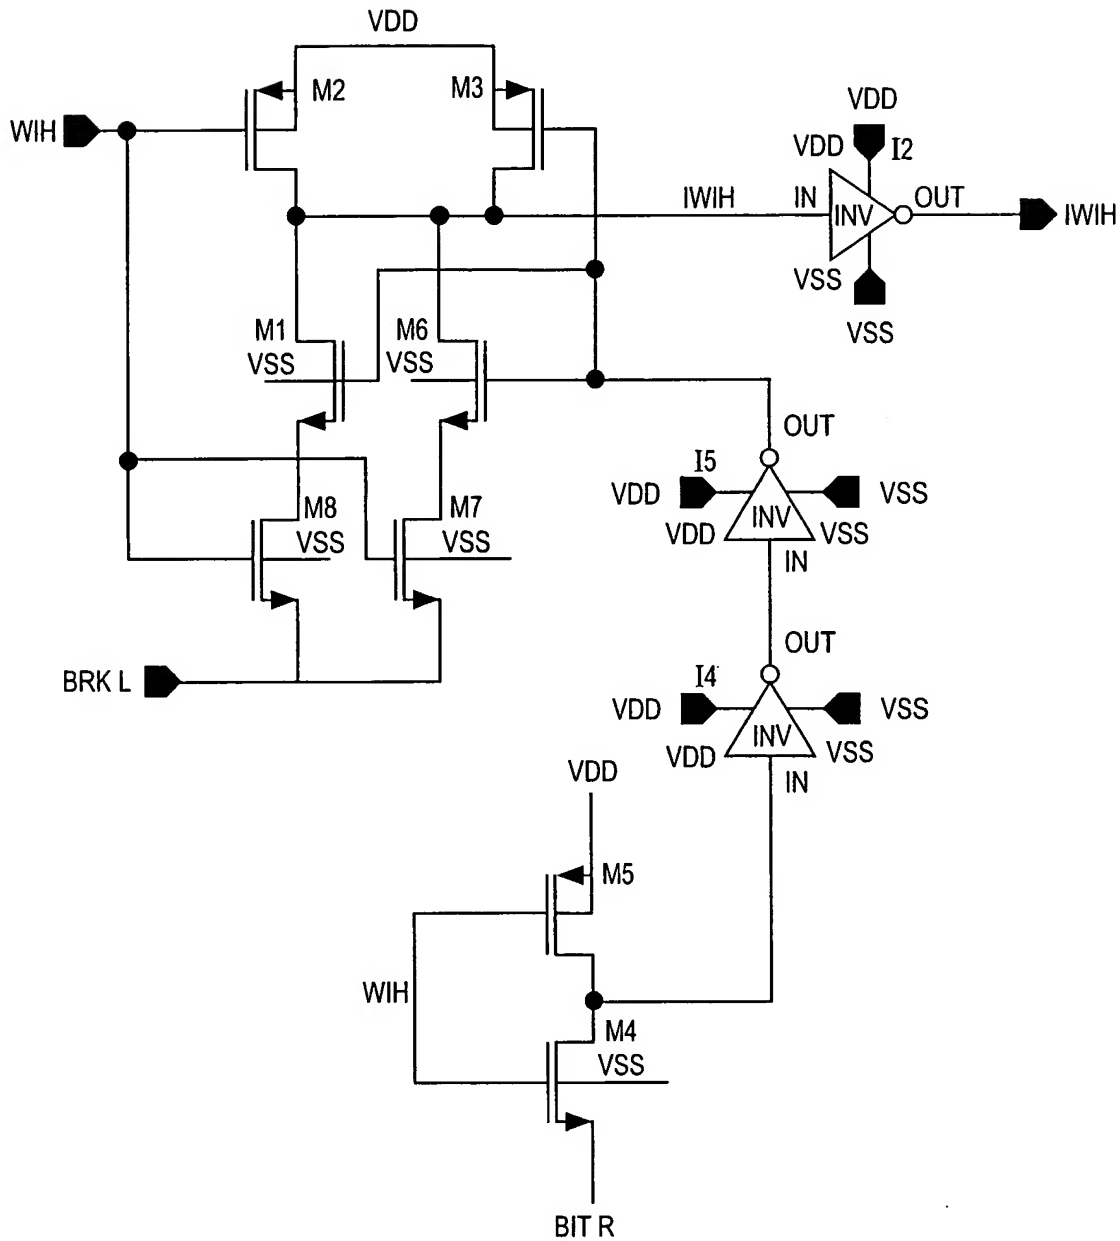 VDD
M2
M3
WIH
VDD
VDD
I2
IWIH
IN
INV
OUT
IWIH
VSS
VSS
M1
VSS
M6
VSS
OUT
I5
VDD
VSS
INV
VDD
VSS
IN
M8
VSS
M7
VSS
OUT
BRK L
I4
VDD
VSS
INV
VDD
VSS
IN
VDD
M5
WIH
M4
VSS
BIT R